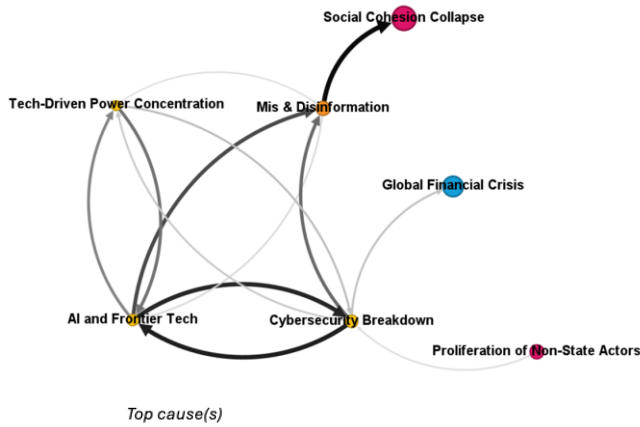 Social Cohesion Collapse
Tech-Driven Power Concentration
Mis & Disinformation
Global Financial Crisis
AI and Frontier Tech
Cybersecurity Breakdown
Proliferation of Non-State Actors
Top cause(s)